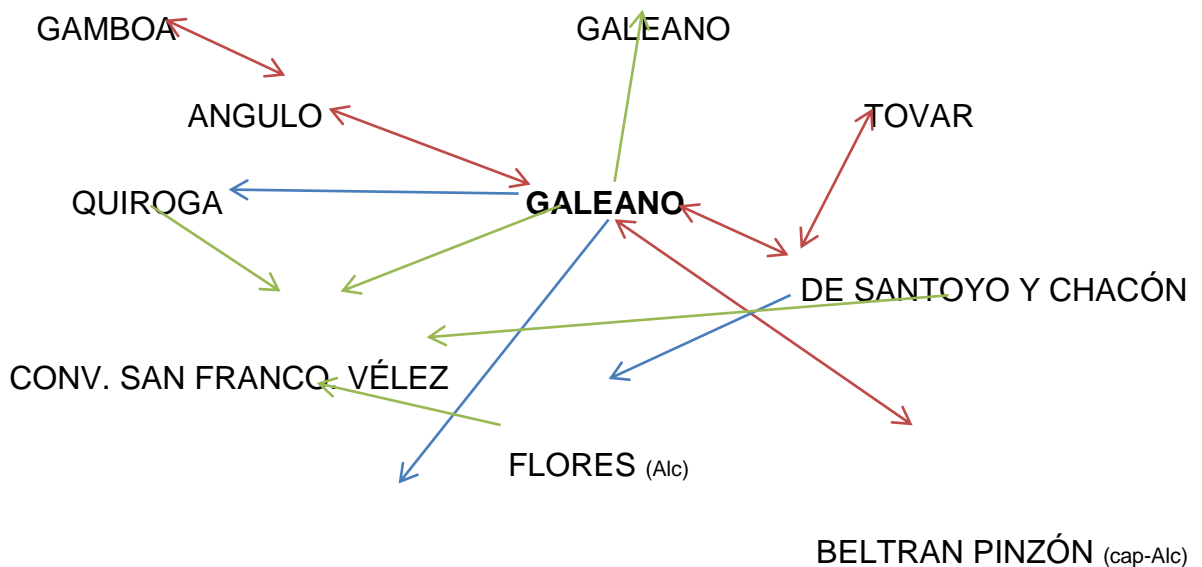 GAMBOA
GALEANO
ANGULO
TOVAR
QUIROGA
GALEANO
DE SANTOYO Y CHACÓN
CONV. SAN FRANCO. VÉLEZ
FLORES (Alc)
BELTRAN PINZÓN (cap-Alc)